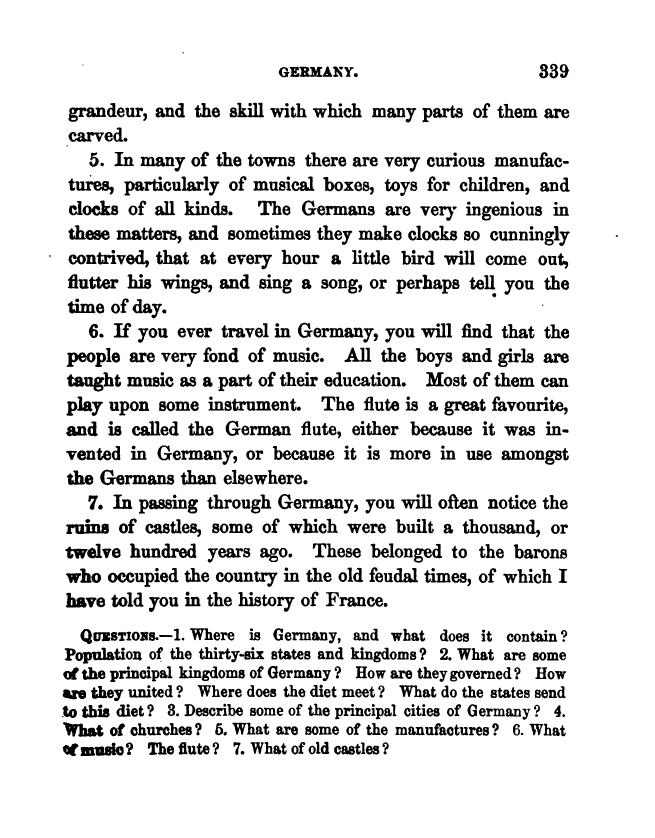 GERMANY. 339
grandeur, and the skill with which many parts of them are
carved.
5. In many of the towns there are very curious manufac-
tures, particularly of musical boxes, toys for children, and
clocks of all kinds. The Germans are very ingenious in
these matters, and sometimes they make clocks so cunningly
contrived, that at every hour a little bird will come out,
flutter his wings, and sing a song, or perhaps tell you the
time of day.
6. If you ever travel in Germany, you will find that the
people are very fond of music. All the boys and girls are
taught music as a part of their education. Most of them can
play upon some instrument. The flute is a great favourite,
and is called the German flute, either because it was in-
vented in Germany, or because it is more in use amongst
the Germans than elsewhere.
7. In passing through Germany, you will often notice the
ruins of castles, some of which were built a thousand, or
twelve hundred years ago. These belonged to the barons
who occupied the country in the old feudal times, of which I
have told you in the history of France.
QUESTIONS.—1. Where is Germany, and what does it contain?
Population of the thirty-six states and kingdoms? 2. What are some
of the principal kingdoms of Germany? How are they governed? How
are they united? Where does the diet meet? What do the states send
to this diet? 3. Describe some of the principal cities of Germany? 4.
What of churches? 5. What are some of the manufactures? 6. What
of music? The flute? 7. What of old castles?